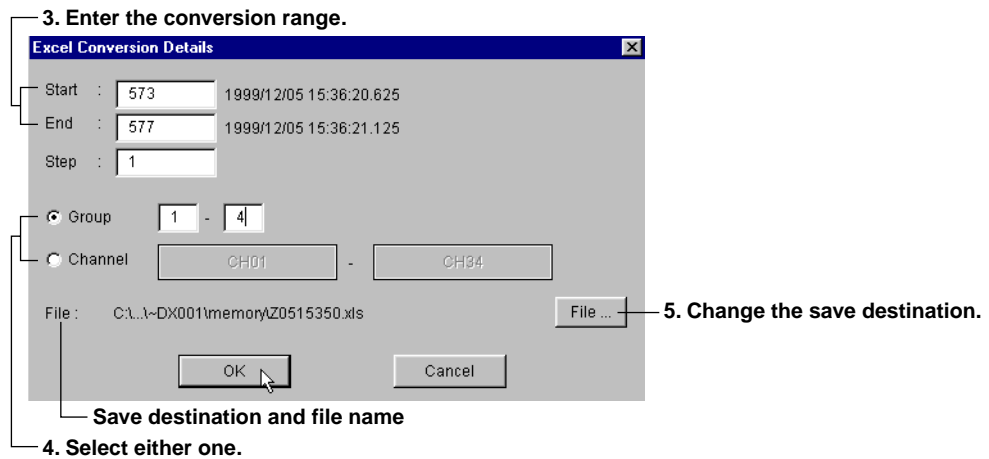 3. Enter the conversion range.
Excel Conversion Details
Start : 573 1999/12/05 15:36:20.625
End : 577 1999/12/05 15:36:21.125
Step : 1
Group 1 - 4
Channel CH01 - CH34
File : C:\...\~DX001\memory\Z0515350.xls File ... 5. Change the save destination.
OK Cancel
Save destination and file name
4. Select either one.